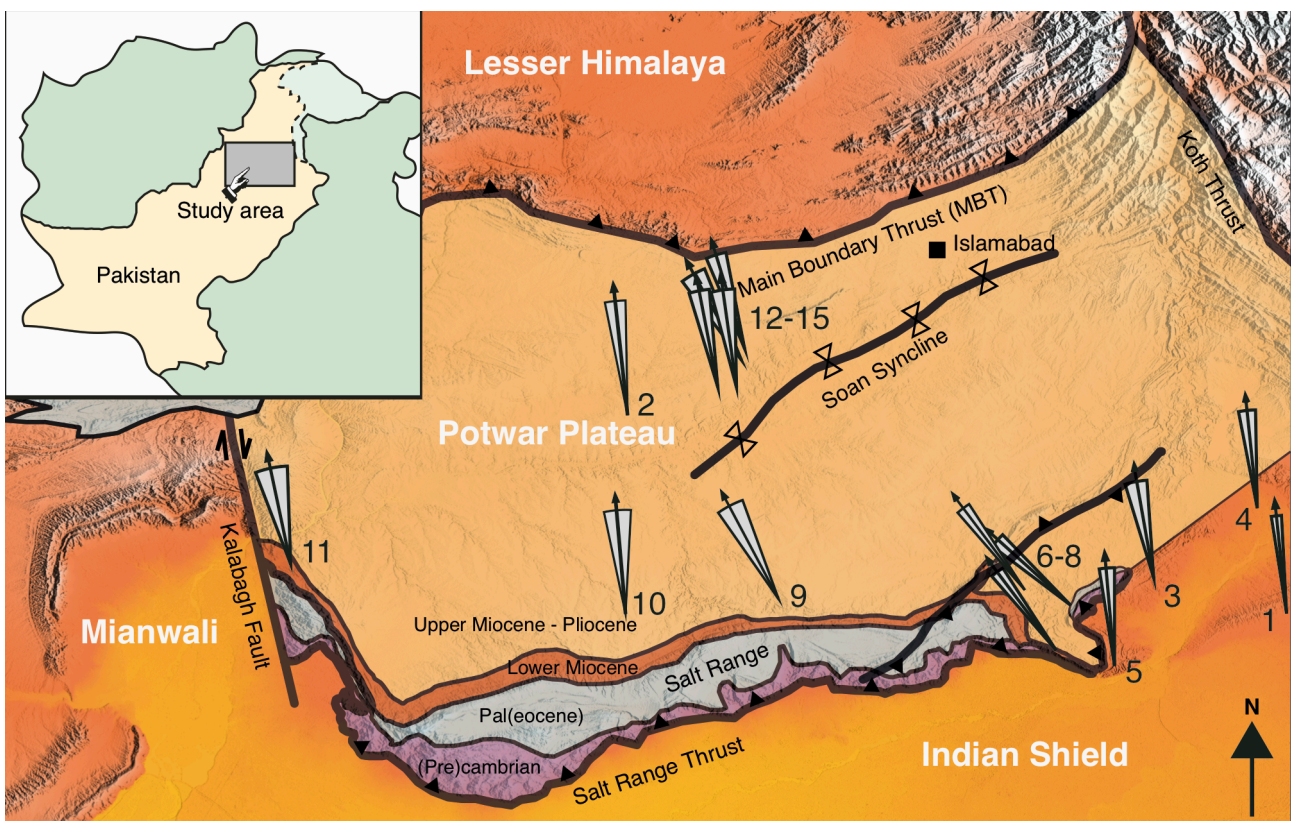 Lesser Himalaya
Koth Thrust
Study area
Pakistan
Main Boundary Thrust (MBT)
Islamabad
12-15
Soan Syncline
2
Potwar Plateau
4
11
6-8
Kalabagh Fault
10
9
3
1
Mianwali
Upper Miocene - Pliocene
Lower Miocene
Salt Range
5
Pal(eocene)
N
(Pre)cambrian
Salt Range Thrust
Indian Shield